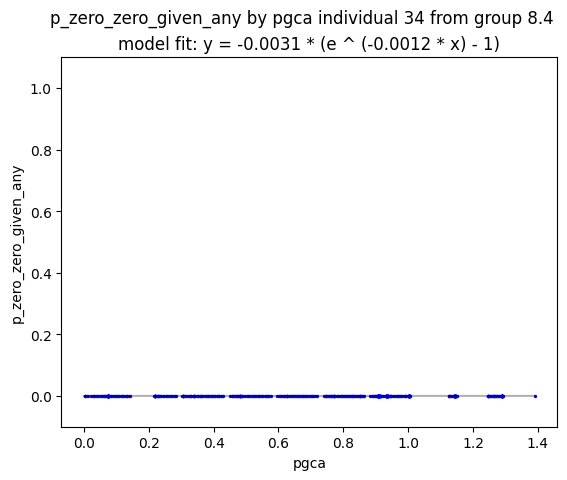 p_zero_zero_given_any by pgca individual 34 from group 8.4
model fit: y = -0.0031 * (e ^ (-0.0012 * x) - 1)
1.0
0.8
0.6
0.4
0.2
0.0
p_zero_zero_given_any
0.0 0.2 0.4 0.6 0.8 1.0 1.2 1.4
pgca